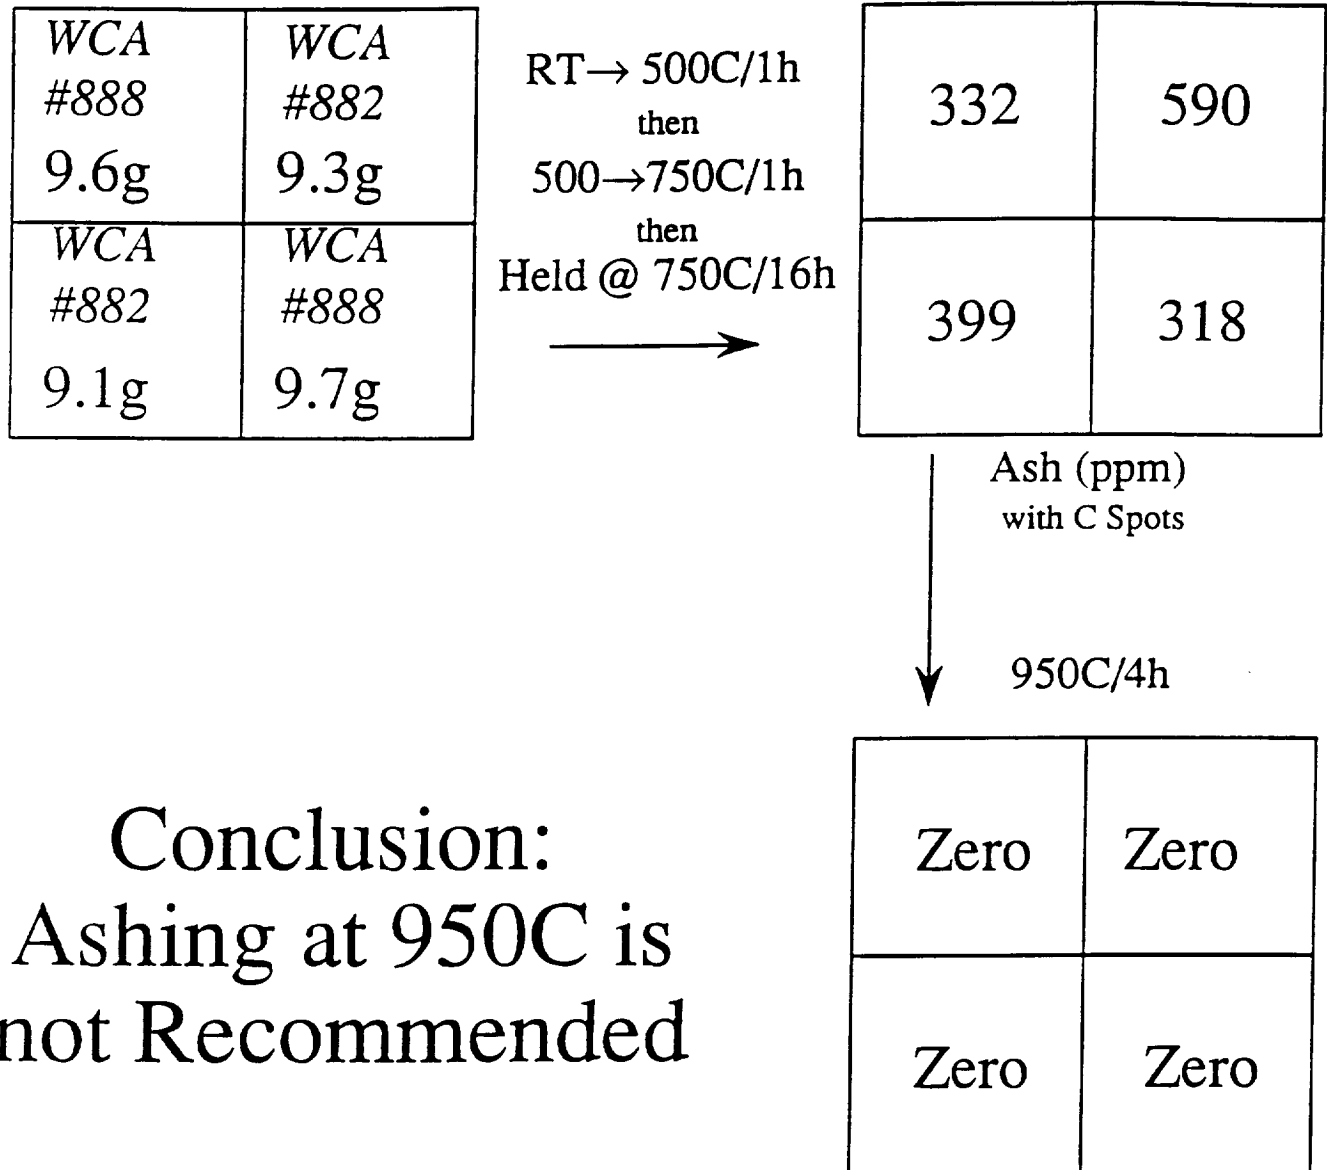 WCA
#888
9.6g
WCA
#882
9.3g
WCA
#882
9.1g
WCA
#888
9.7g
RT→ 500C/1h
then
500→750C/1h
then
Held @ 750C/16h
332
590
399
318
Ash (ppm)
with C Spots
950C/4h
Zero
Zero
Zero
Zero
Conclusion:
Ashing at 950C is
not Recommended